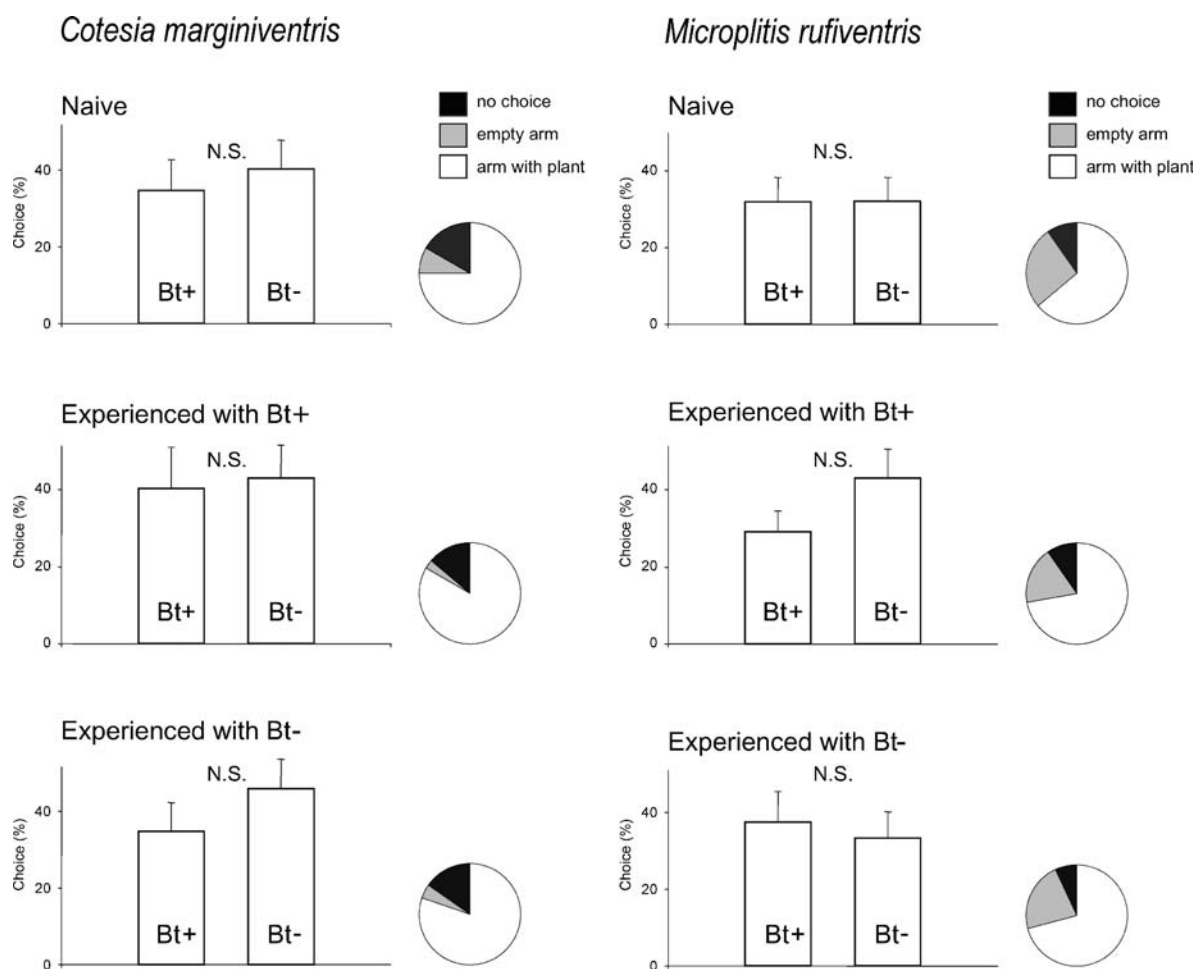 Cotesia marginiventris
Naive
no choice
empty arm
arm with plant
N.S.
Choice (%)
40
20
0
Bt+
Bt-
Experienced with Bt+
N.S.
Choice (%)
40
20
0
Bt+
Bt-
Experienced with Bt-
N.S.
Choice (%)
40
20
0
Bt+
Bt-
Microplitis rufiventris
Naive
no choice
empty arm
arm with plant
N.S.
Choice (%)
40
20
0
Bt+
Bt-
Experienced with Bt+
N.S.
Choice (%)
40
20
0
Bt+
Bt-
Experienced with Bt-
N.S.
Choice (%)
40
20
0
Bt+
Bt-